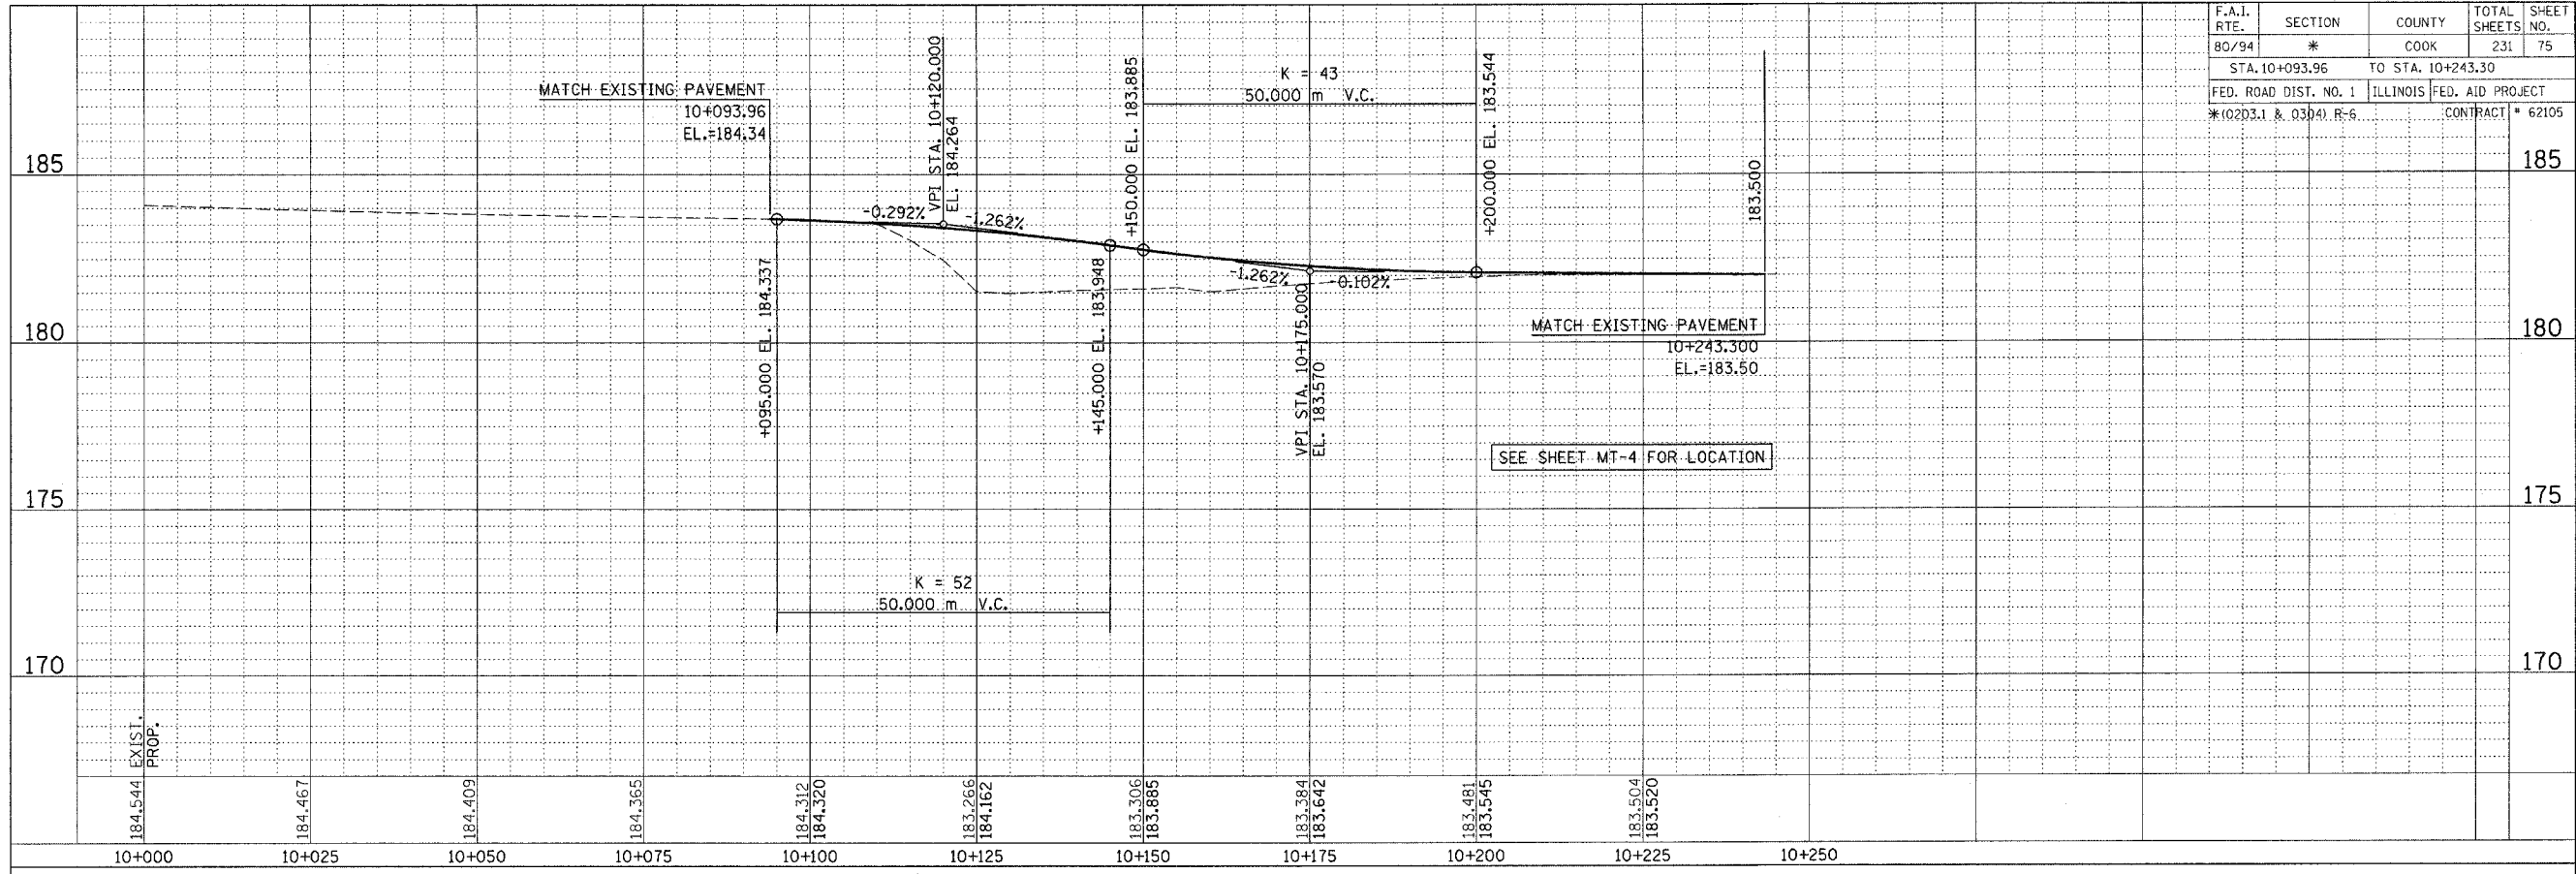 F.A.I. RTE. SECTION COUNTY TOTAL SHEETS SHEET NO.
80/94 * COOK 231 75
STA. 10+093.96 TO STA. 10+243.30
FED. ROAD DIST. NO. 1 ILLINOIS FED. AID PROJECT
*(0203.1 & 0304) R-6 CONTRACT # 62105
MATCH EXISTING PAVEMENT
10+093.96
EL.=184.34
VPI STA. 10+120.000
EL. 184.264
+150.000 EL. 183.885
K = 43
50.000 m V.C.
+200.000 EL. 183.544
183.500
185
185
-0.292%
-1.262%
-1.262%
-0.102%
+095.000 EL. 184.337
+145.000 EL. 183.948
VPI STA. 10+175.000
EL. 183.570
MATCH EXISTING PAVEMENT
10+243.300
EL.=183.50
180
180
SEE SHEET MT-4 FOR LOCATION
175
175
K = 52
50.000 m V.C.
170
170
EXIST.
PROP.
184.544
184.467
184.409
184.365
184.312
184.320
183.266
184.162
183.306
183.885
183.384
183.642
183.481
183.545
183.504
183.520
10+000 10+025 10+050 10+075 10+100 10+125 10+150 10+175 10+200 10+225 10+250